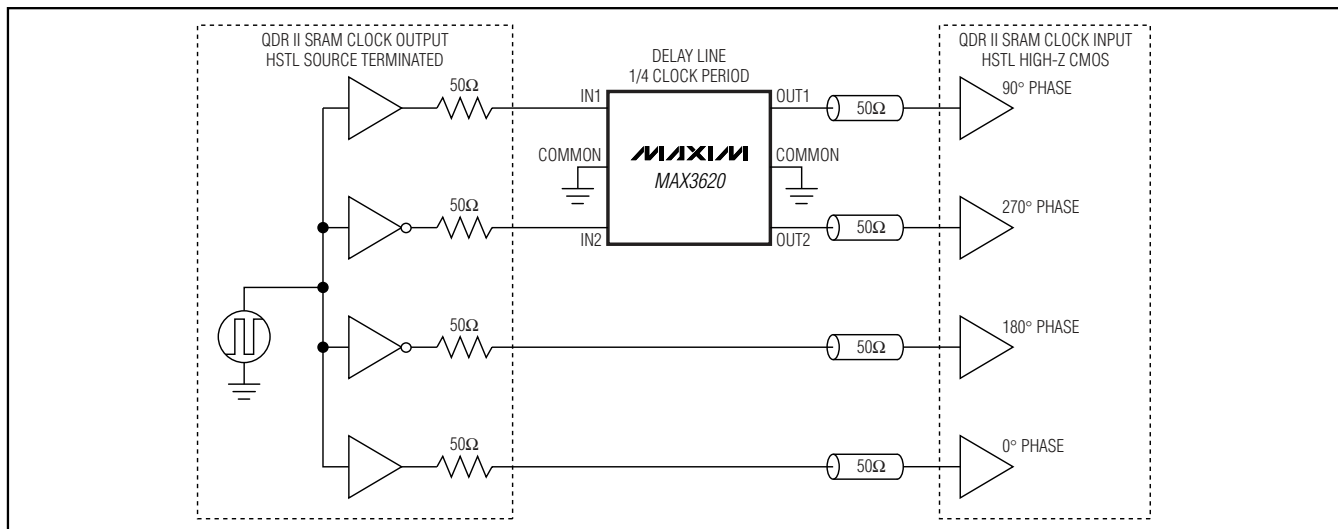 QDR II SRAM CLOCK OUTPUT
HSTL SOURCE TERMINATED
DELAY LINE
1/4 CLOCK PERIOD
QDR II SRAM CLOCK INPUT
HSTL HIGH-Z CMOS
50Ω
IN1
OUT1
50Ω
90° PHASE
COMMON
MAXIM
MAX3620
COMMON
50Ω
IN2
OUT2
50Ω
270° PHASE
50Ω
50Ω
180° PHASE
50Ω
50Ω
0° PHASE